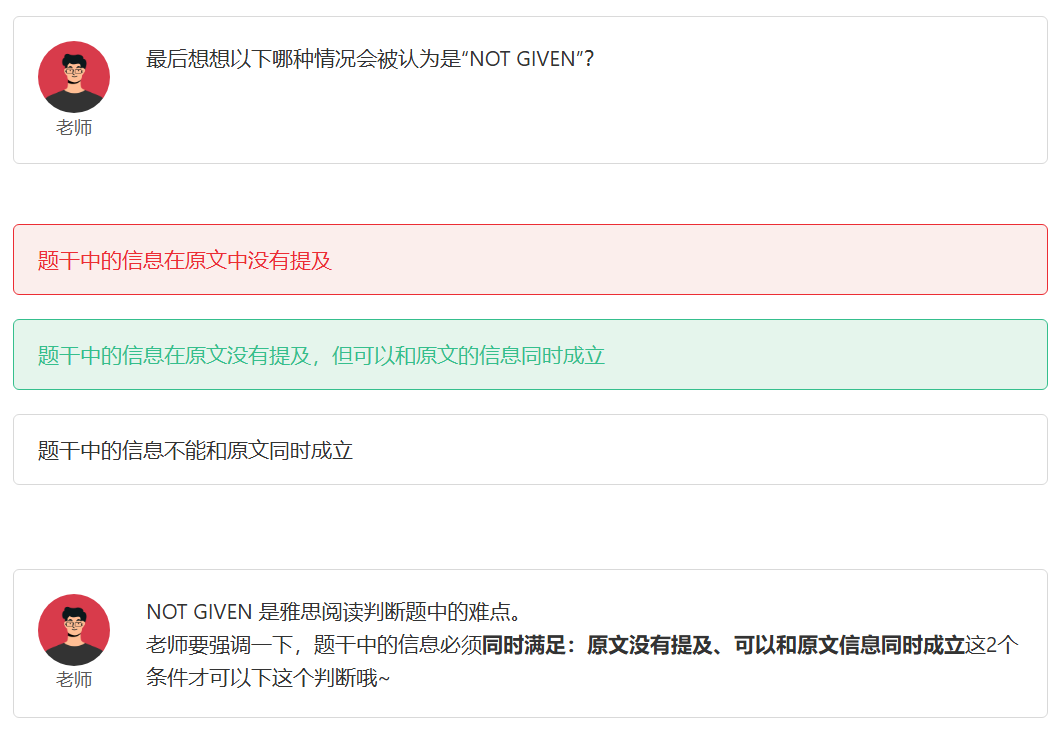 最后想想以下哪种情况会被认为是“NOT GIVEN”？
老师
题干中的信息在原文中没有提及
题干中的信息在原文没有提及，但可以和原文的信息同时成立
题干中的信息不能和原文同时成立
NOT GIVEN 是雅思阅读判断题中的难点。
老师要强调一下，题干中的信息必须同时满足：原文没有提及、可以和原文信息同时成立这2个
条件才可以下这个判断哦~
老师